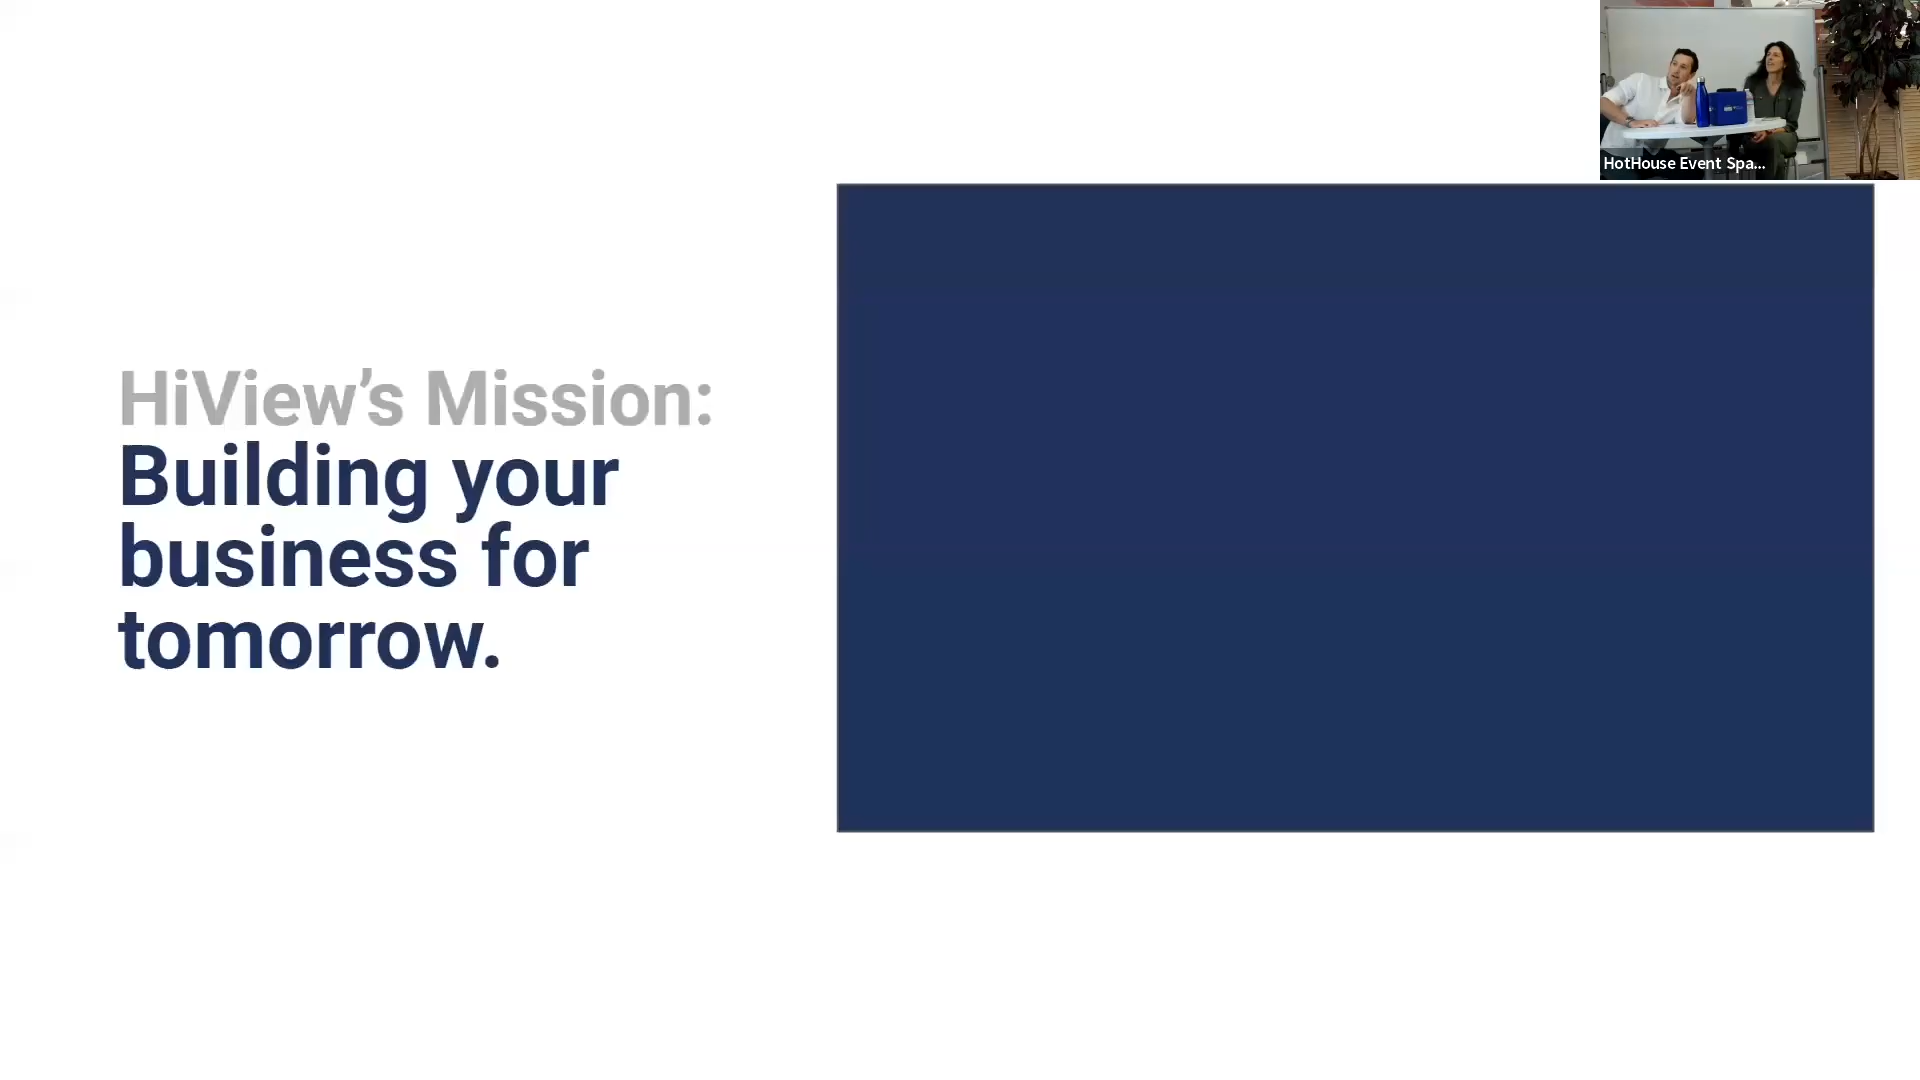 HotHouse Event Spa...
HiView’s Mission:
Building your
business for
tomorrow.